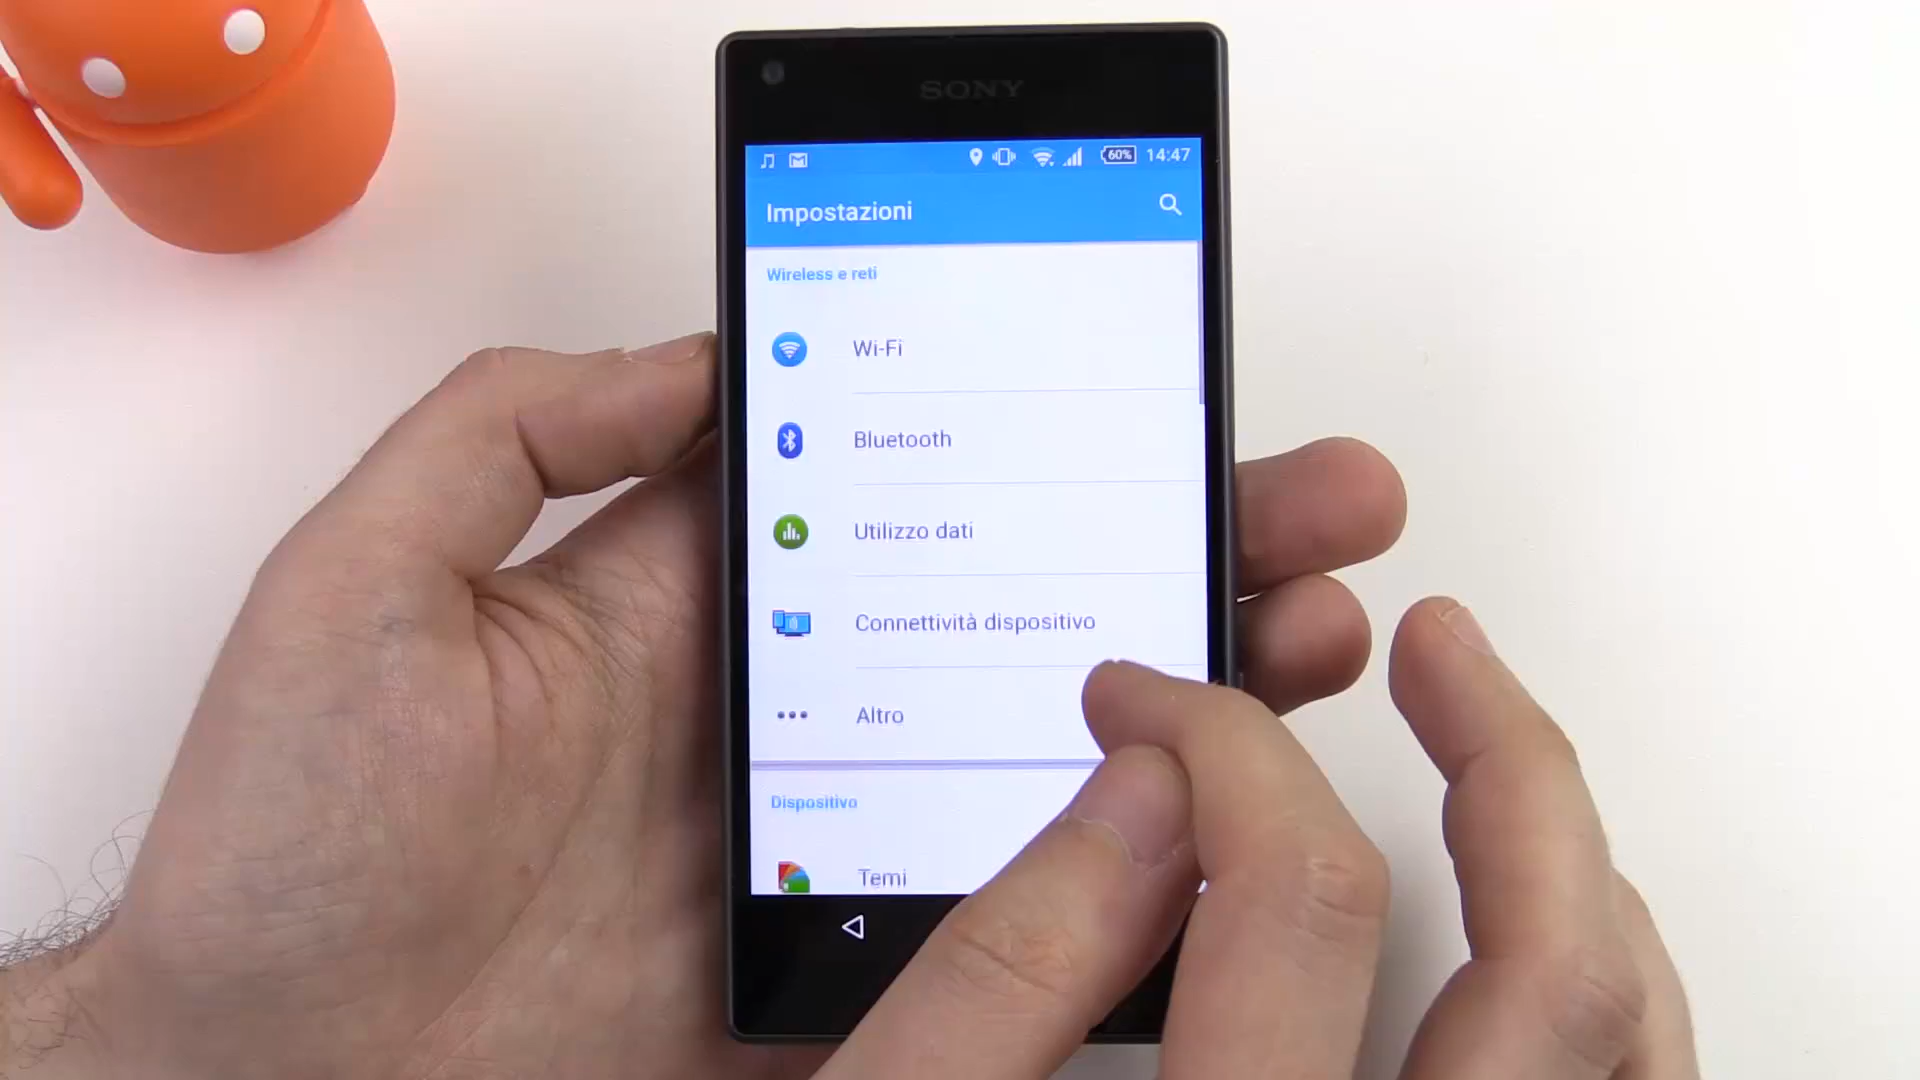 SONY
60% 14:47
Impostazioni
Wireless e reti
Wi-Fi
Bluetooth
Utilizzo dati
Connettività dispositivo
Altro
Dispositivo
Temi